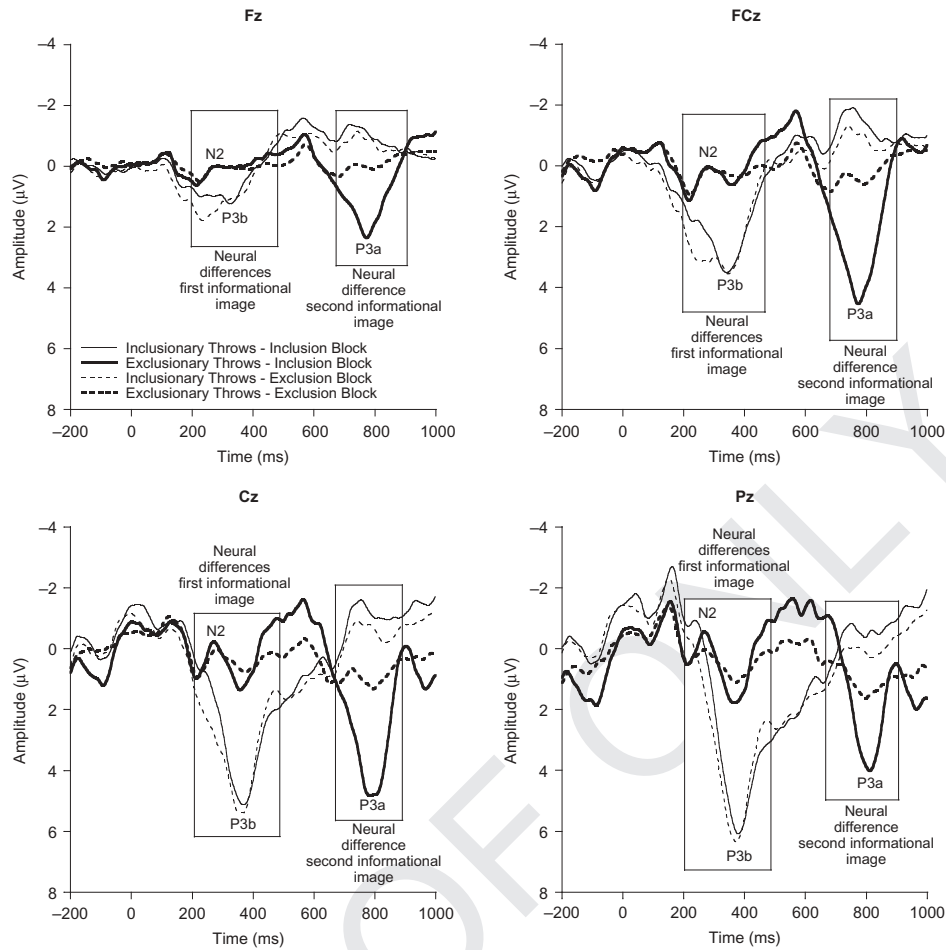 Fz
–4
–2
0
2
4
6
8
Amplitude (µV)
N2
P3b
P3a
Neural
differences
first informational
image
Neural
difference
second informational
image
Inclusionary Throws - Inclusion Block
Exclusionary Throws - Inclusion Block
Inclusionary Throws - Exclusion Block
Exclusionary Throws - Exclusion Block
–200 0 200 400 600 800 1000
Time (ms)
FCz
–4
–2
0
2
4
6
8
Amplitude (µV)
N2
P3b
P3a
Neural
differences
first informational
image
Neural
difference
second informational
image
–200 0 200 400 600 800 1000
Time (ms)
Cz
–4
–2
0
2
4
6
8
Amplitude (µV)
Neural
differences
first informational
image
N2
P3b
P3a
Neural
difference
second informational
image
–200 0 200 400 600 800 1000
Time (ms)
Pz
–4
–2
0
2
4
6
8
Amplitude (µV)
Neural
differences
first informational
image
N2
P3b
P3a
Neural
difference
second informational
image
–200 0 200 400 600 800 1000
Time (ms)
OF ONLY